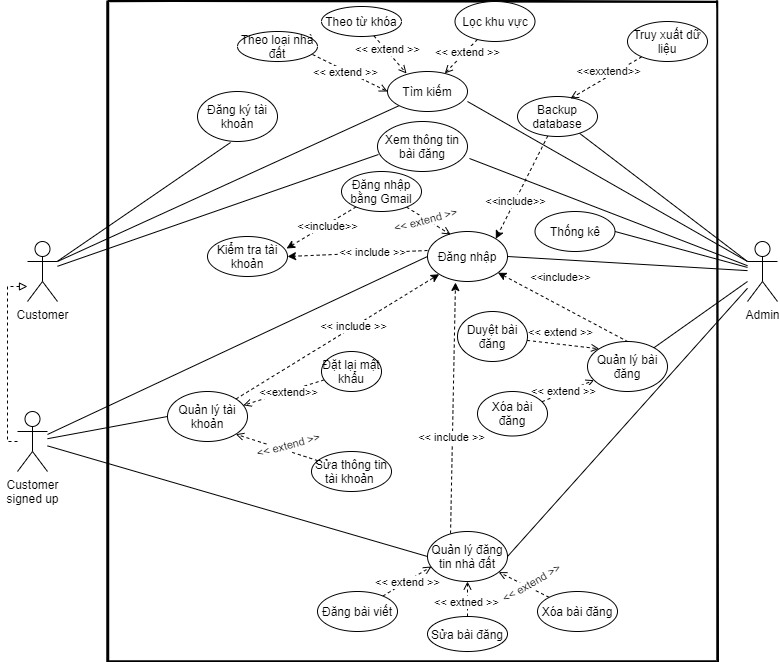 Theo từ khóa
Lọc khu vực
Theo loại nhà
đất
<< extend >>
<< extend >>
<< extend >>
Truy xuất dữ
liệu
<<exxtend>>
Tìm kiếm
Đăng ký tài
khoản
Backup
database
Xem thông tin
bài đăng
Đăng nhập
bằng Gmail
<<include>>
<<include>>
<< extend >>
Thống kê
Kiểm tra tài
khoản
<< include >>
Đăng nhập
<<include>>
Customer
Admin
<< include >>
Duyệt bài
đăng
<< extend >>
Quản lý bài
đăng
Đặt lại mật
khẩu
<<extend>>
<< extend >>
Quản lý tài
khoản
Xóa bài
đăng
<< include >>
<< extend >>
Sửa thông tin
tài khoản
Customer
signed up
Quản lý đăng
tin nhà đất
<< extend >>
<< extend >>
<< extned >>
Đăng bài viết
Sửa bài đăng
Xóa bài đăng